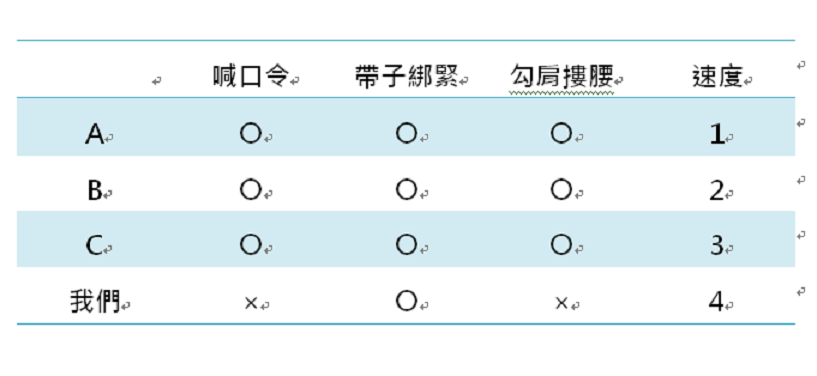 喊口令 帶子綁緊 勾肩摟腰 速度
A ○ ○ ○ 1
B ○ ○ ○ 2
C ○ ○ ○ 3
我們 × ○ × 4